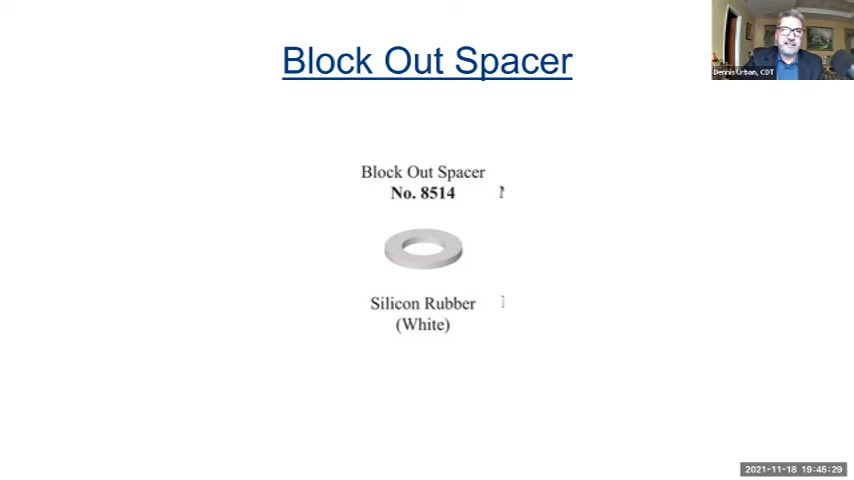 Block Out Spacer
Dennis Urban, CDT
Block Out Spacer
No. 8514
Silicon Rubber
(White)
2021-11-18 19:45:29